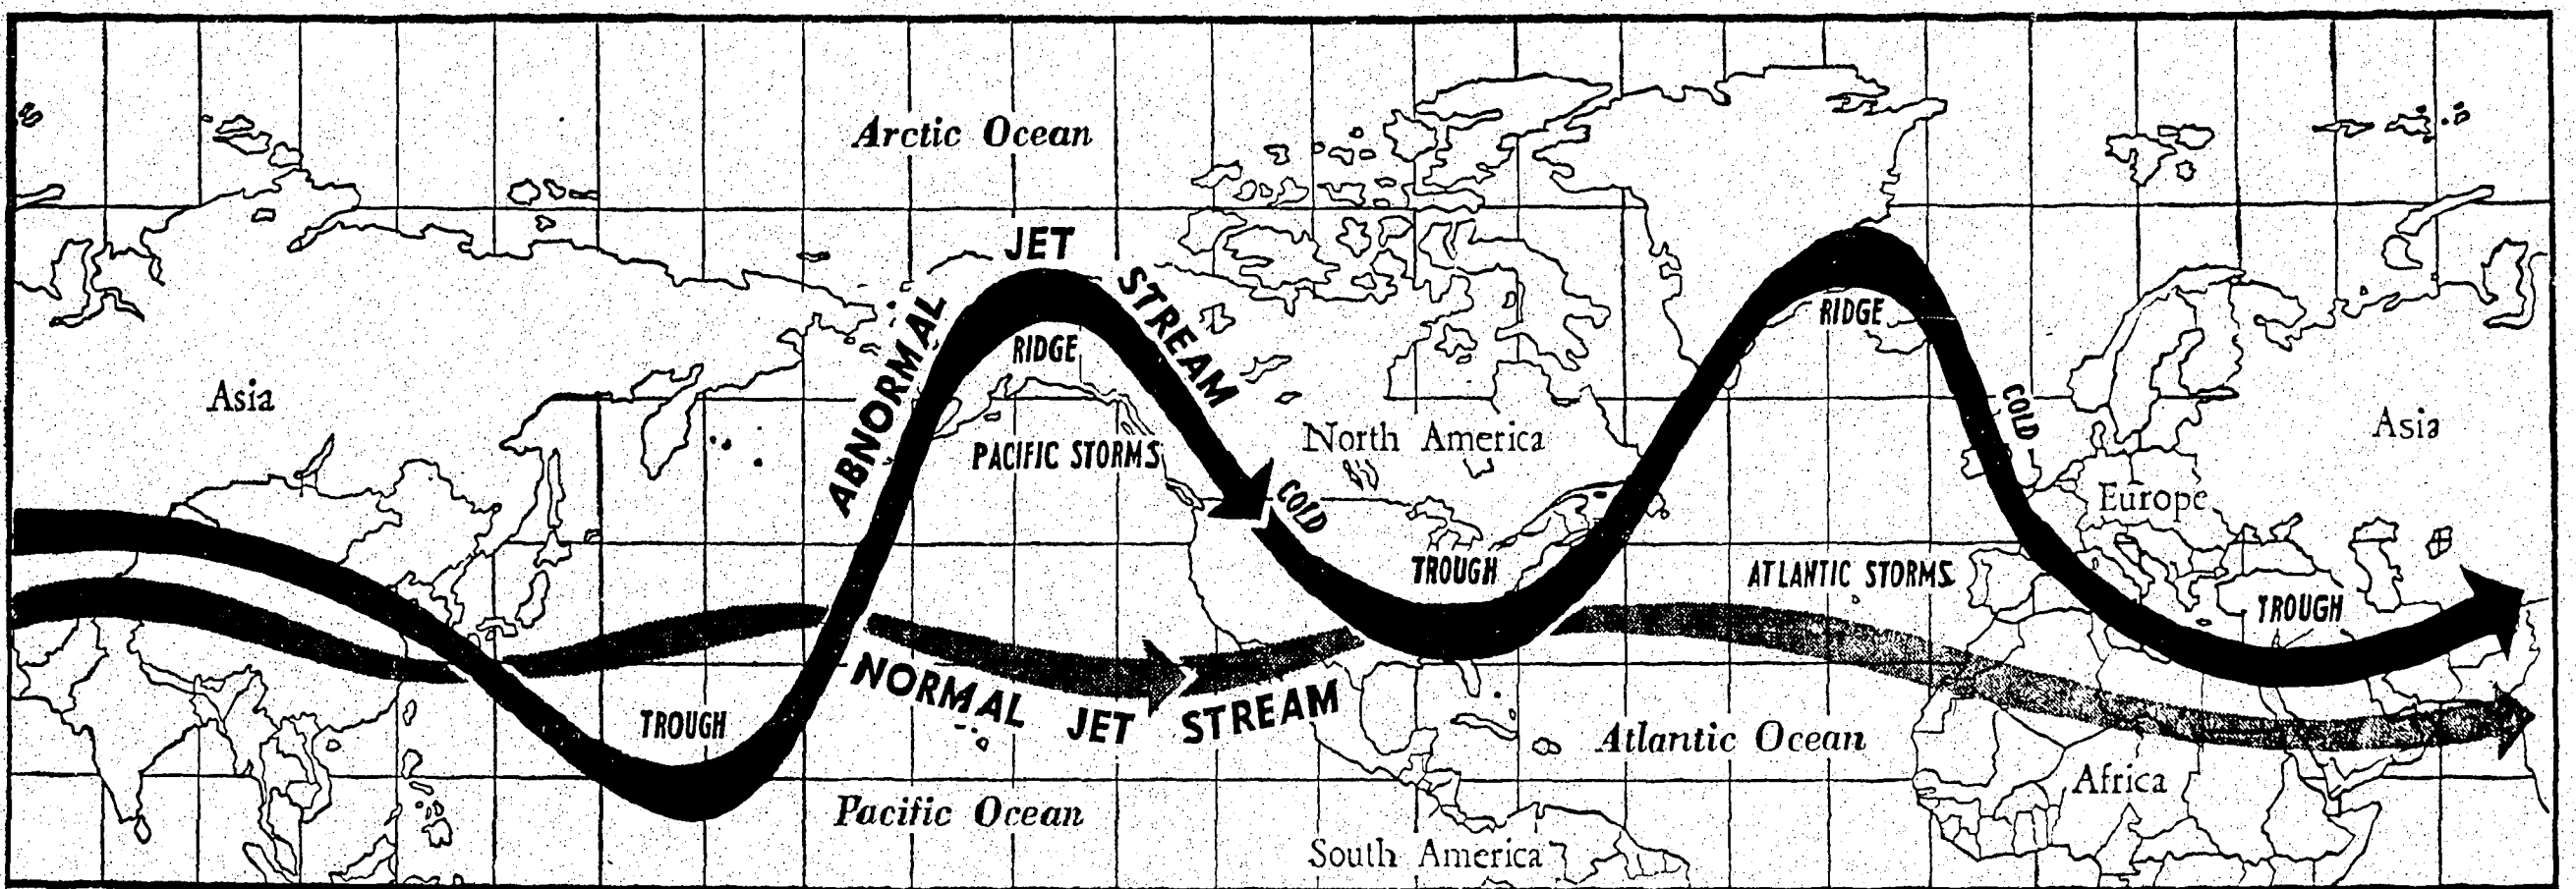 Arctic Ocean
ABNORMAL JET STREAM
RIDGE
RIDGE
Asia
PACIFIC STORMS
North America
COLD
Asia
COLD
Europe
TROUGH
ATLANTIC STORMS
TROUGH
TROUGH
NORMAL JET STREAM
Atlantic Ocean
Africa
Pacific Ocean
South America